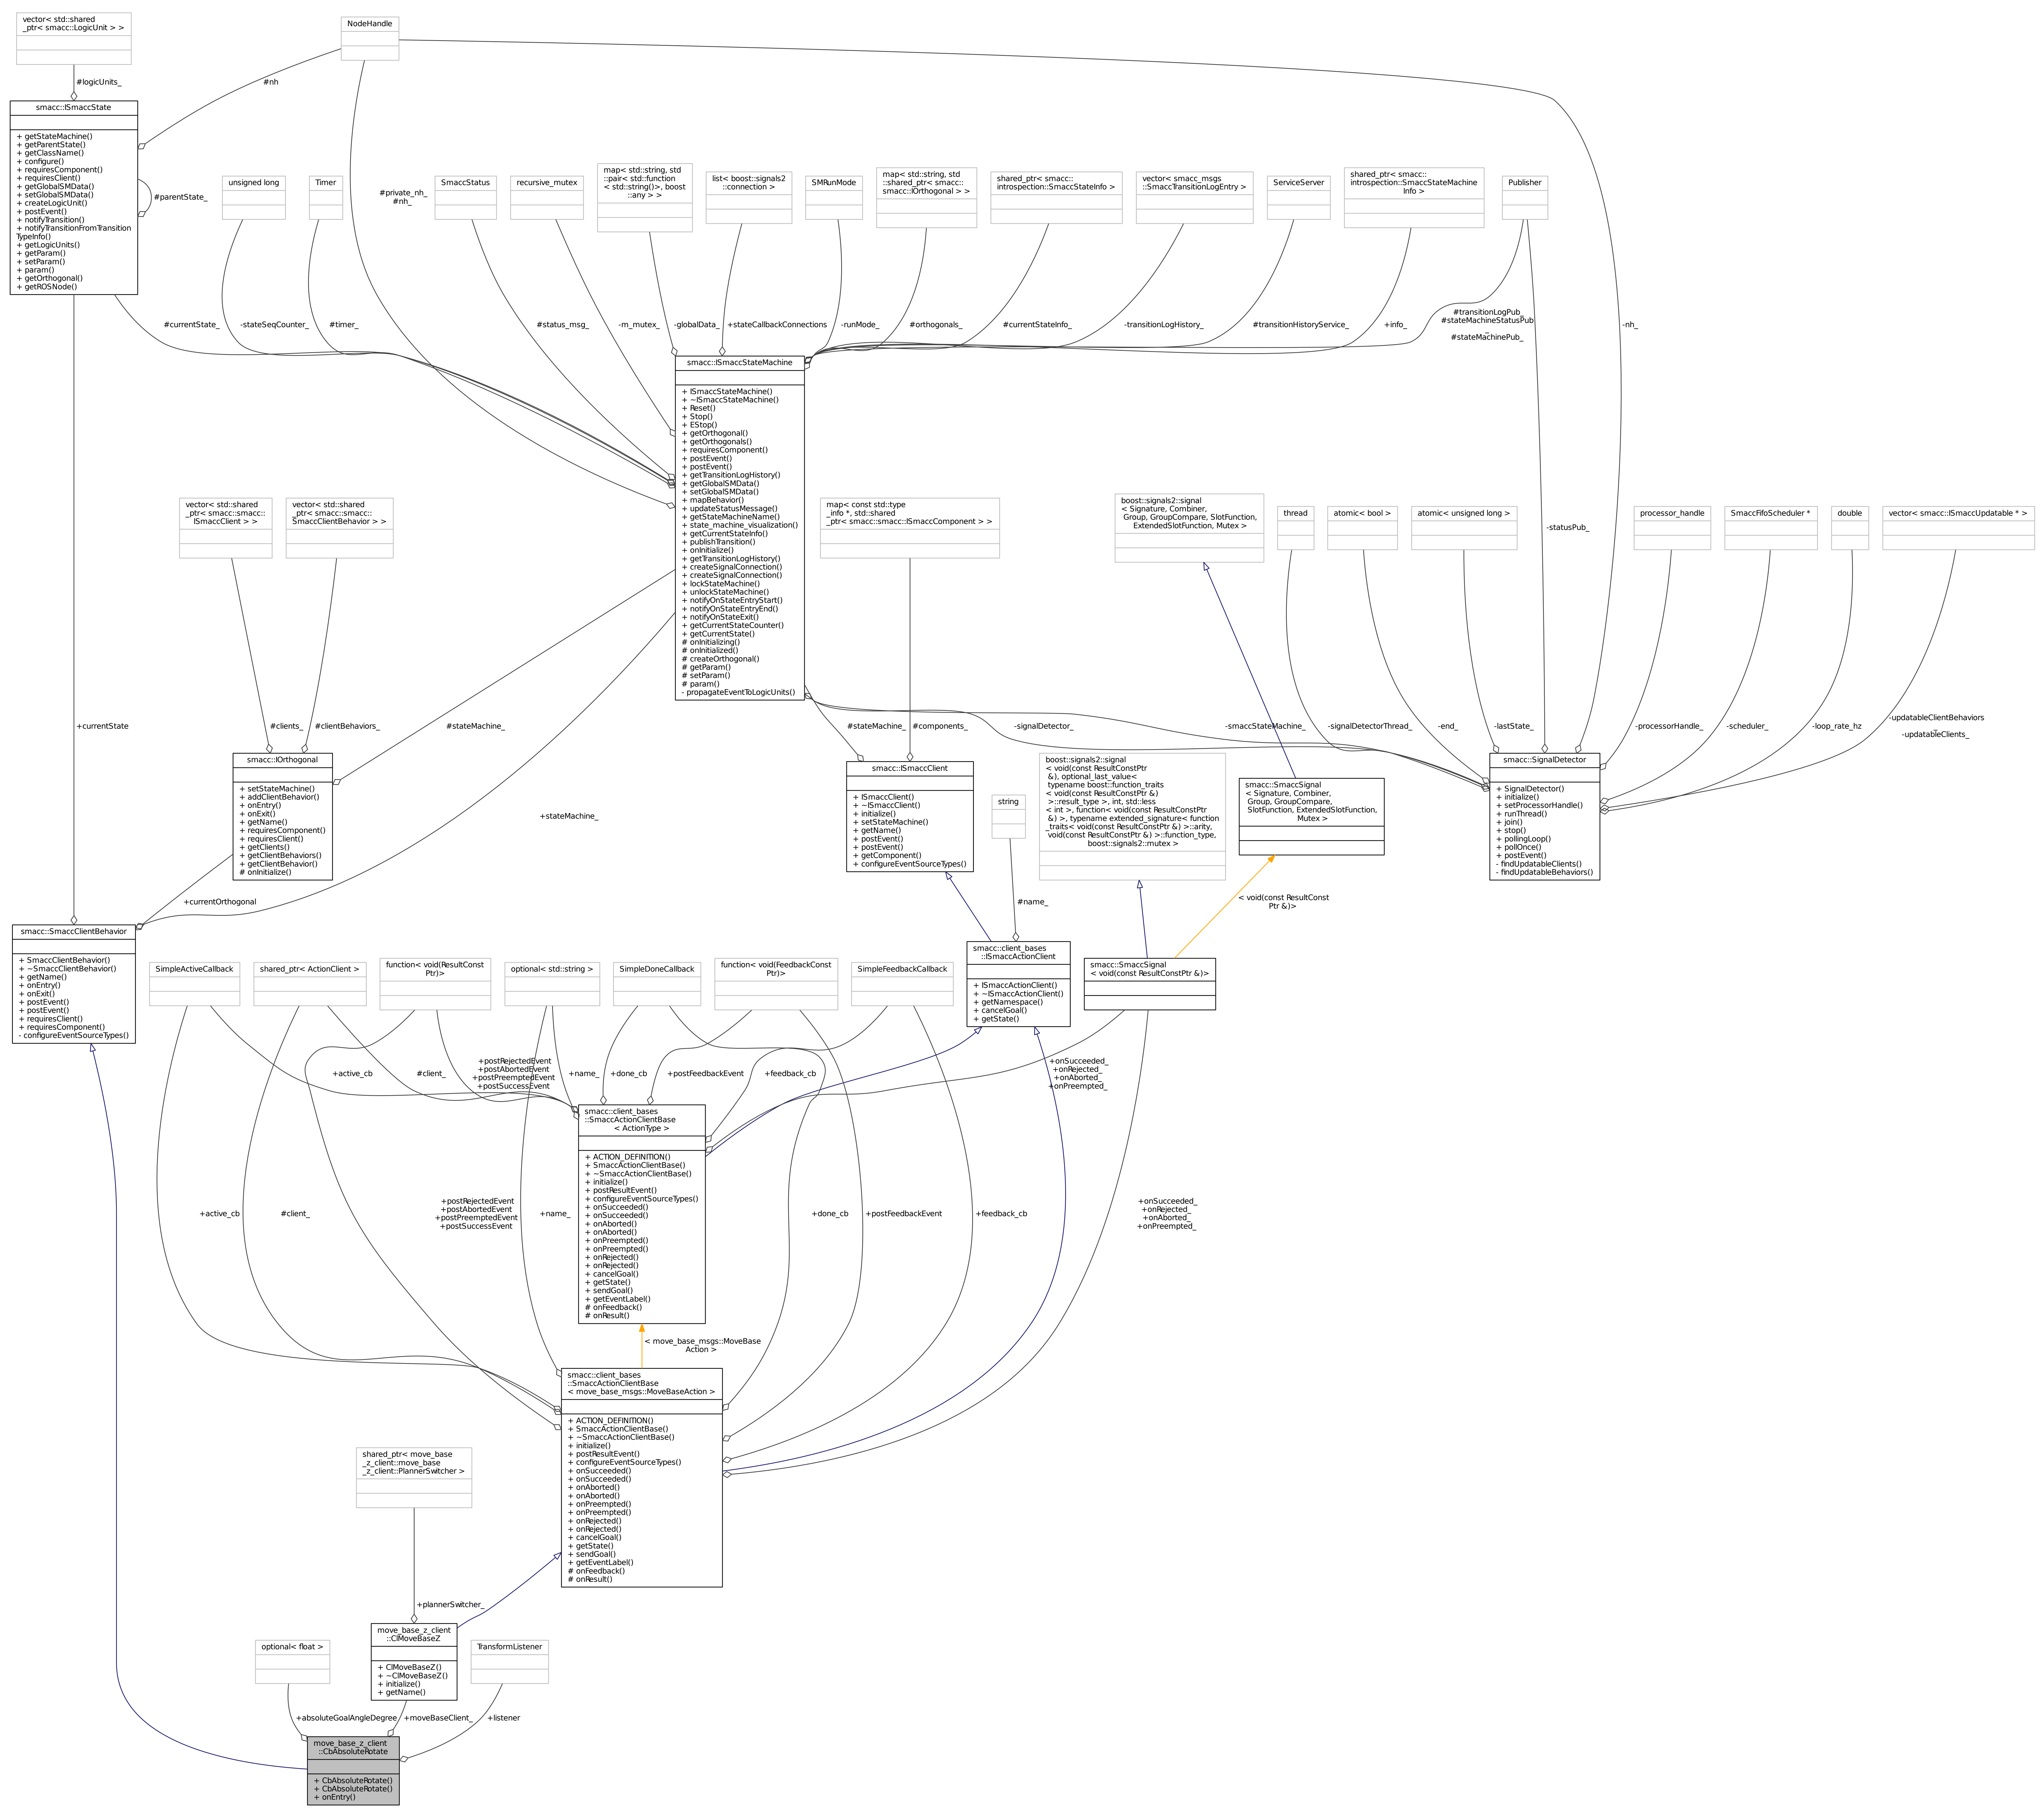 vector< std::shared
_ptr< smacc::LogicUnit > >
NodeHandle
#logicUnits_
#nh
smacc::ISmaccState
+ getStateMachine()
+ getParentState()
+ getClassName()
+ configure()
+ requiresComponent()
+ requiresClient()
+ getGlobalSMData()
+ setGlobalSMData()
+ createLogicUnit()
+ postEvent()
+ notifyTransition()
+ notifyTransitionFromTransition
TypeInfo()
+ getLogicUnits()
+ getParam()
+ setParam()
+ param()
+ getOrthogonal()
+ getROSNode()
#parentState_
unsigned long
Timer
#private_nh_
#nh_
SmaccStatus
recursive_mutex
map< std::string, std
::pair< std::function
< std::string()>, boost
::any > >
list< boost::signals2
::connection >
SMRunMode
map< std::string, std
::shared_ptr< smacc::
smacc::IOrthogonal > >
shared_ptr< smacc::
introspection::SmaccStateInfo >
vector< smacc_msgs
::SmaccTransitionLogEntry >
ServiceServer
shared_ptr< smacc::
introspection::SmaccStateMachine
Info >
Publisher
#currentState_
-stateSeqCounter_
#timer_
#status_msg_
-m_mutex_
-globalData_
+stateCallbackConnections
-runMode_
#orthogonals_
#currentStateInfo_
-transitionLogHistory_
#transitionHistoryService_
+info_
#transitionLogPub_
#stateMachineStatusPub
_
#stateMachinePub_
-nh_
smacc::ISmaccStateMachine
+ ISmaccStateMachine()
+ ~ISmaccStateMachine()
+ Reset()
+ Stop()
+ EStop()
+ getOrthogonal()
+ getOrthogonals()
+ requiresComponent()
+ postEvent()
+ postEvent()
+ getTransitionLogHistory()
+ getGlobalSMData()
+ setGlobalSMData()
+ mapBehavior()
+ updateStatusMessage()
+ getStateMachineName()
+ state_machine_visualization()
+ getCurrentStateInfo()
+ publishTransition()
+ onInitialize()
+ getTransitionLogHistory()
+ createSignalConnection()
+ createSignalConnection()
+ lockStateMachine()
+ unlockStateMachine()
+ notifyOnStateEntryStart()
+ notifyOnStateEntryEnd()
+ notifyOnStateExit()
+ getCurrentStateCounter()
+ getCurrentState()
# onInitializing()
# onInitialized()
# createOrthogonal()
# getParam()
# setParam()
# param()
- propagateEventToLogicUnits()
vector< std::shared
_ptr< smacc::smacc::
ISmaccClient > >
vector< std::shared
_ptr< smacc::smacc::
SmaccClientBehavior > >
map< const std::type
_info *, std::shared
_ptr< smacc::smacc::ISmaccComponent > >
boost::signals2::signal
< Signature, Combiner,
Group, GroupCompare, SlotFunction,
ExtendedSlotFunction, Mutex >
thread
atomic< bool >
atomic< unsigned long >
-statusPub_
processor_handle
SmaccFifoScheduler *
double
vector< smacc::ISmaccUpdatable * >
+currentState
#clients_
#clientBehaviors_
#stateMachine_
#stateMachine_
#components_
-signalDetector_
-smaccStateMachine_
-signalDetectorThread_
-end_
-lastState_
-processorHandle_
-scheduler_
-loop_rate_hz
-updatableClientBehaviors
_
-updatableClients_
smacc::IOrthogonal
+ setStateMachine()
+ addClientBehavior()
+ onEntry()
+ onExit()
+ getName()
+ requiresComponent()
+ requiresClient()
+ getClients()
+ getClientBehaviors()
+ getClientBehavior()
# onInitialize()
+stateMachine_
smacc::ISmaccClient
+ ISmaccClient()
+ ~ISmaccClient()
+ initialize()
+ setStateMachine()
+ getName()
+ postEvent()
+ postEvent()
+ getComponent()
+ configureEventSourceTypes()
string
boost::signals2::signal
< void(const ResultConstPtr
&), optional_last_value<
typename boost::function_traits
< void(const ResultConstPtr &)
>::result_type >, int, std::less
< int >, function< void(const ResultConstPtr
&) >, typename extended_signature< function
_traits< void(const ResultConstPtr &) >::arity,
void(const ResultConstPtr &) >::function_type,
boost::signals2::mutex >
smacc::SmaccSignal
< Signature, Combiner,
Group, GroupCompare,
SlotFunction, ExtendedSlotFunction,
Mutex >
smacc::SignalDetector
+ SignalDetector()
+ initialize()
+ setProcessorHandle()
+ runThread()
+ join()
+ stop()
+ pollingLoop()
+ pollOnce()
+ postEvent()
- findUpdatableClients()
- findUpdatableBehaviors()
+currentOrthogonal
#name_
< void(const ResultConst
Ptr &)>
smacc::SmaccClientBehavior
+ SmaccClientBehavior()
+ ~SmaccClientBehavior()
+ getName()
+ onEntry()
+ onExit()
+ postEvent()
+ postEvent()
+ requiresClient()
+ requiresComponent()
- configureEventSourceTypes()
SimpleActiveCallback
shared_ptr< ActionClient >
function< void(ResultConst
Ptr)>
optional< std::string >
SimpleDoneCallback
function< void(FeedbackConst
Ptr)>
SimpleFeedbackCallback
smacc::client_bases
::ISmaccActionClient
+ ISmaccActionClient()
+ ~ISmaccActionClient()
+ getNamespace()
+ cancelGoal()
+ getState()
smacc::SmaccSignal
< void(const ResultConstPtr &)>
+active_cb
#client_
+postRejectedEvent
+postAbortedEvent
+postPreemptedEvent
+postSuccessEvent
+name_
+done_cb
+postFeedbackEvent
+feedback_cb
+onSucceeded_
+onRejected_
+onAborted_
+onPreempted_
smacc::client_bases
::SmaccActionClientBase
< ActionType >
+ ACTION_DEFINITION()
+ SmaccActionClientBase()
+ ~SmaccActionClientBase()
+ initialize()
+ postResultEvent()
+ configureEventSourceTypes()
+ onSucceeded()
+ onSucceeded()
+ onAborted()
+ onAborted()
+ onPreempted()
+ onPreempted()
+ onRejected()
+ onRejected()
+ cancelGoal()
+ getState()
+ sendGoal()
+ getEventLabel()
# onFeedback()
# onResult()
+active_cb
#client_
+postRejectedEvent
+postAbortedEvent
+postPreemptedEvent
+postSuccessEvent
+name_
+done_cb
+postFeedbackEvent
+feedback_cb
+onSucceeded_
+onRejected_
+onAborted_
+onPreempted_
< move_base_msgs::MoveBase
Action >
smacc::client_bases
::SmaccActionClientBase
< move_base_msgs::MoveBaseAction >
+ ACTION_DEFINITION()
+ SmaccActionClientBase()
+ ~SmaccActionClientBase()
+ initialize()
+ postResultEvent()
+ configureEventSourceTypes()
+ onSucceeded()
+ onSucceeded()
+ onAborted()
+ onAborted()
+ onPreempted()
+ onPreempted()
+ onRejected()
+ onRejected()
+ cancelGoal()
+ getState()
+ sendGoal()
+ getEventLabel()
# onFeedback()
# onResult()
shared_ptr< move_base
_z_client::move_base
_z_client::PlannerSwitcher >
+plannerSwitcher_
optional< float >
move_base_z_client
::ClMoveBaseZ
+ ClMoveBaseZ()
+ ~ClMoveBaseZ()
+ initialize()
+ getName()
TransformListener
+absoluteGoalAngleDegree
+moveBaseClient_
+listener
move_base_z_client
::CbAbsoluteRotate
+ CbAbsoluteRotate()
+ CbAbsoluteRotate()
+ onEntry()